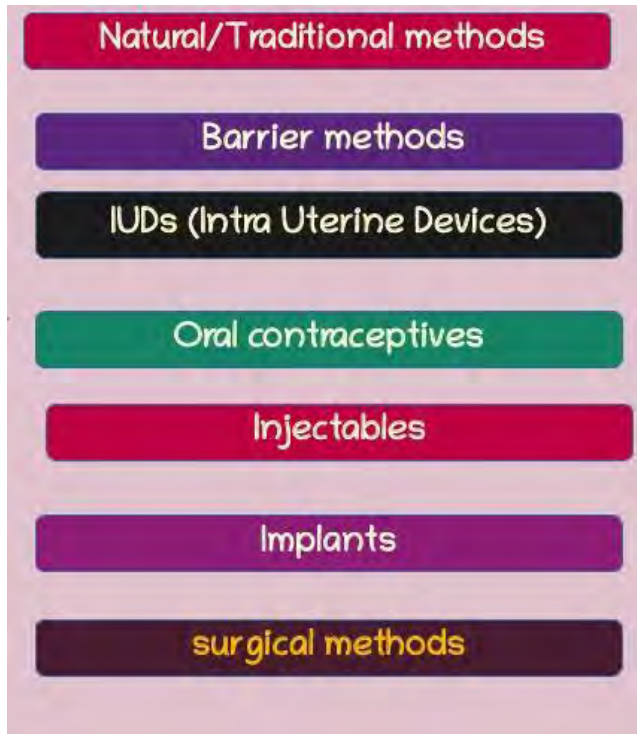 Natural/Traditional methods
Barrier methods
IUDs (Intra Uterine Devices)
Oral contraceptives
Injectables
Implants
surgical methods